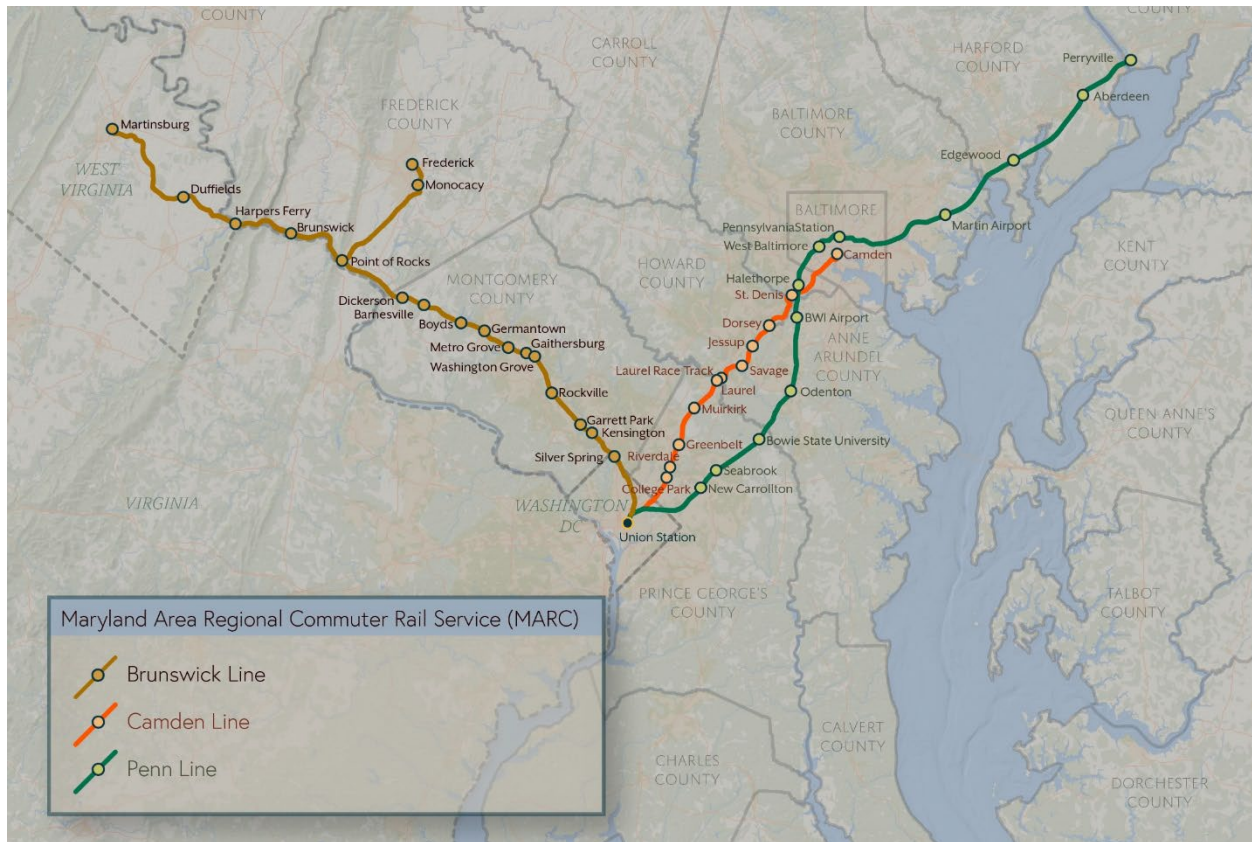 COUNTY
CARROLL
COUNTY
HARFORD
COUNTY
COUNTY
Perryville
Aberdeen
FREDERICK
COUNTY
BALTIMORE
COUNTY
Martinsburg
WEST
VIRGINIA
Frederick
Monocacy
Edgewood
Duffields
Harpers Ferry
Brunswick
BALTIMORE
PennsylvaniaStation
West Baltimore
Martin Airport
Camden
KENT
COUNTY
Point of Rocks
MONTGOMERY
COUNTY
HOWARD
COUNTY
Halethorpe
St. Denis
Dickerson
Barnesville
Boyds
Germantown
Dorsey
BWI Airport
Metro Grove
Gaithersburg
Washington Grove
Jessup
ANNE
ARUNDEL
COUNTY
Laurel Race Track
Savage
Laurel
Rockville
Odenton
Muirkirk
QUEEN ANNE'S
COUNTY
Garrett Park
Kensington
Greenbelt
Bowie State University
Silver Spring
Riverdale
Seabrook
College Park
New Carrollton
VIRGINIA
WASHINGTON
DC
Union Station
PRINCE GEORGE'S
COUNTY
TALBOT
COUNTY
Maryland Area Regional Commuter Rail Service (MARC)
Brunswick Line
Camden Line
Penn Line
CALVERT
COUNTY
CHARLES
COUNTY
DORCHESTER
COUNTY